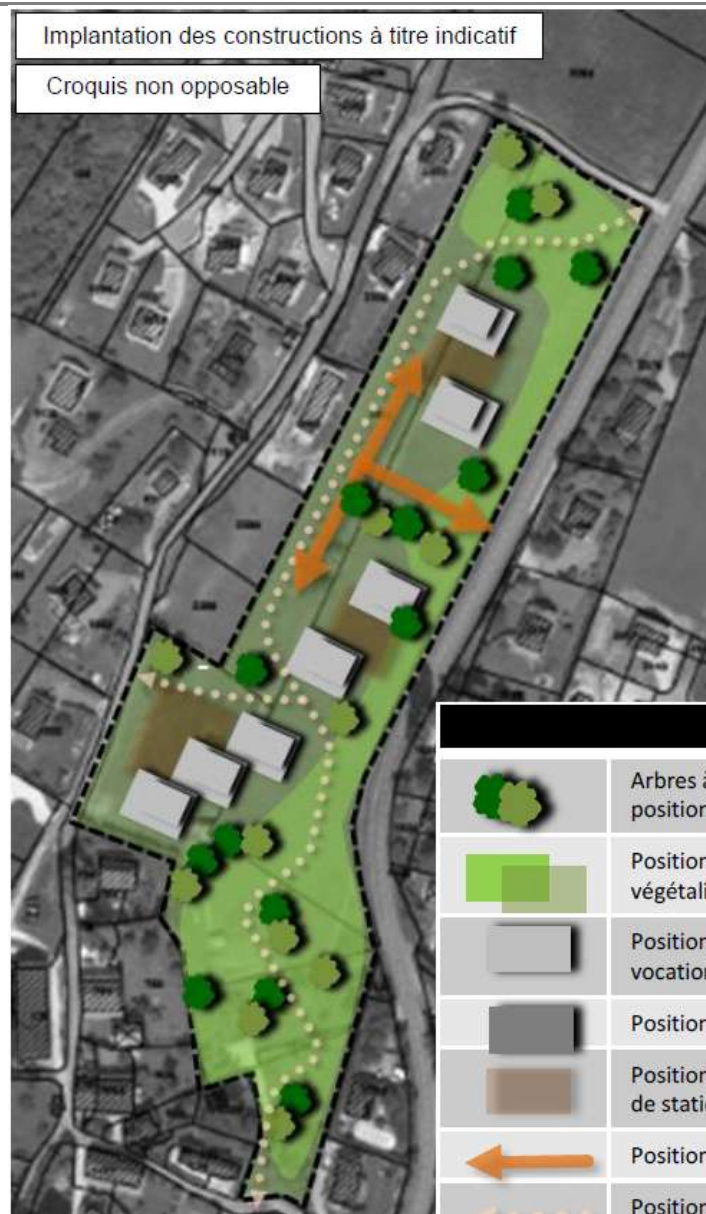 Implantation des constructions à titre indicatif
Croquis non opposable
Arbres à
position
Position
végétali
Position
vocation
Position
Position
de stati
Position
Position